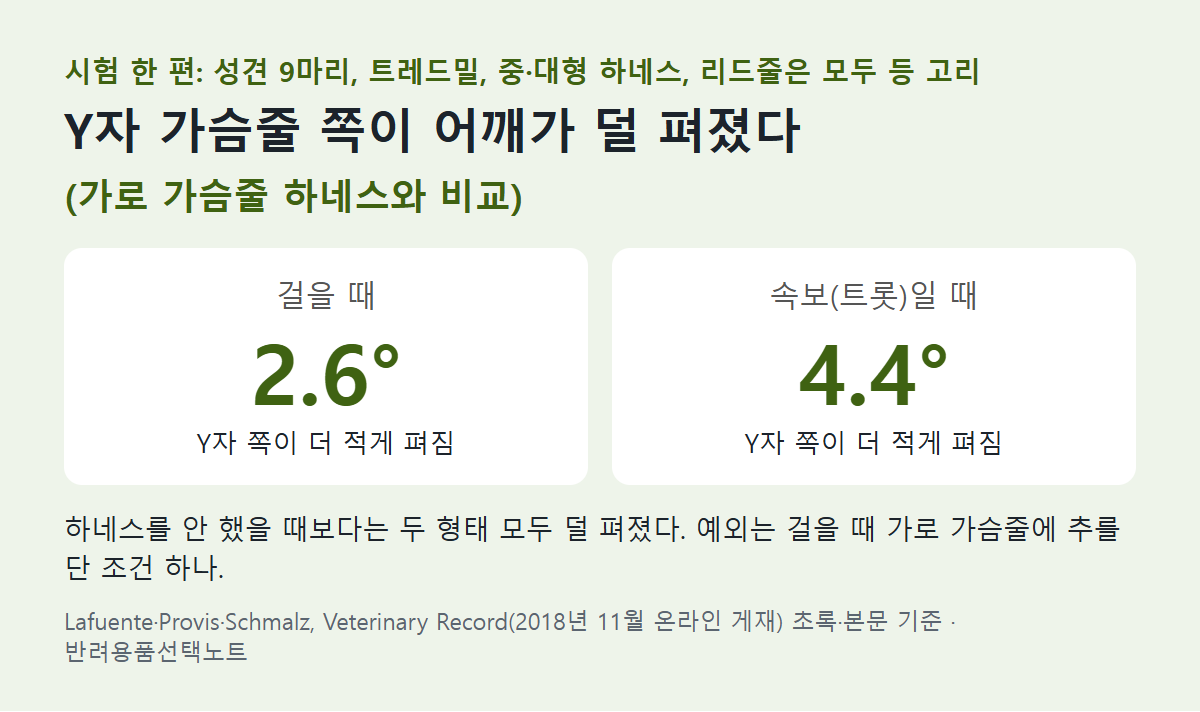 시험 한 편: 성견 9마리, 트레드밀, 중·대형 하네스, 리드줄은 모두 등 고리
Y자 가슴줄 쪽이 어깨가 덜 펴졌다
(가로 가슴줄 하네스와 비교)
걸을 때
2.6°
Y자 쪽이 더 적게 펴짐
속보(트롯)일 때
4.4°
Y자 쪽이 더 적게 펴짐
하네스를 안 했을 때보다는 두 형태 모두 덜 펴졌다. 예외는 걸을 때 가로 가슴줄에 추를
단 조건 하나.
Lafuente·Provis·Schmalz, Veterinary Record(2018년 11월 온라인 게재) 초록·본문 기준 ·
반려용품선택노트